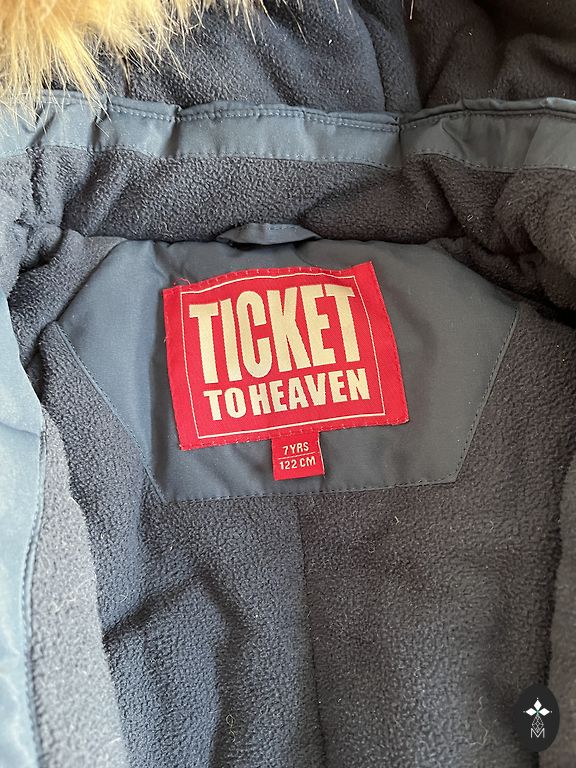 TICKET
TO HEAVEN
7 YRS
122 CM